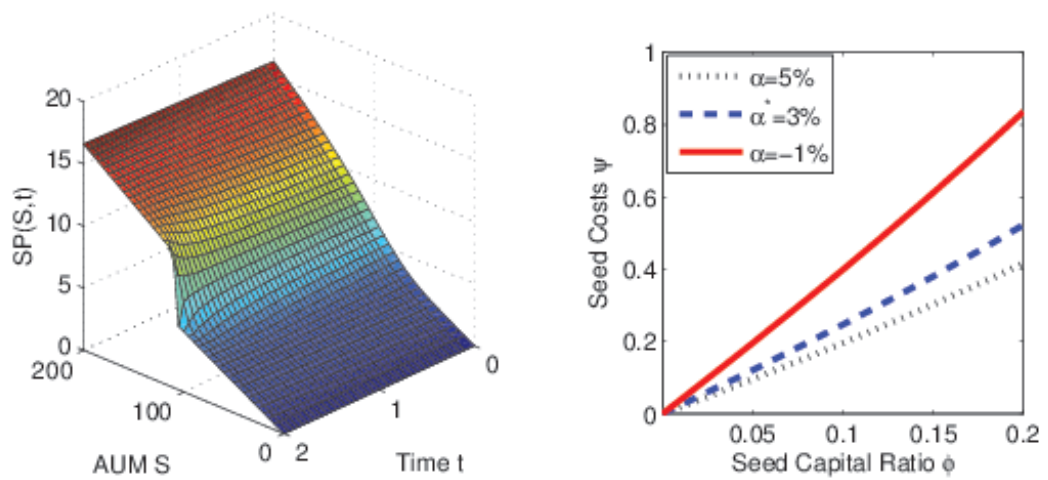 20
15
10
5
0
SP(S,t)
200
100
0
AUM S
2
1
0
Time t
1
0.8
0.6
0.4
0.2
0
Seed Costs ψ
α=5%
α*=3%
α=−1%
0.05
0.1
0.15
0.2
Seed Capital Ratio ϕ